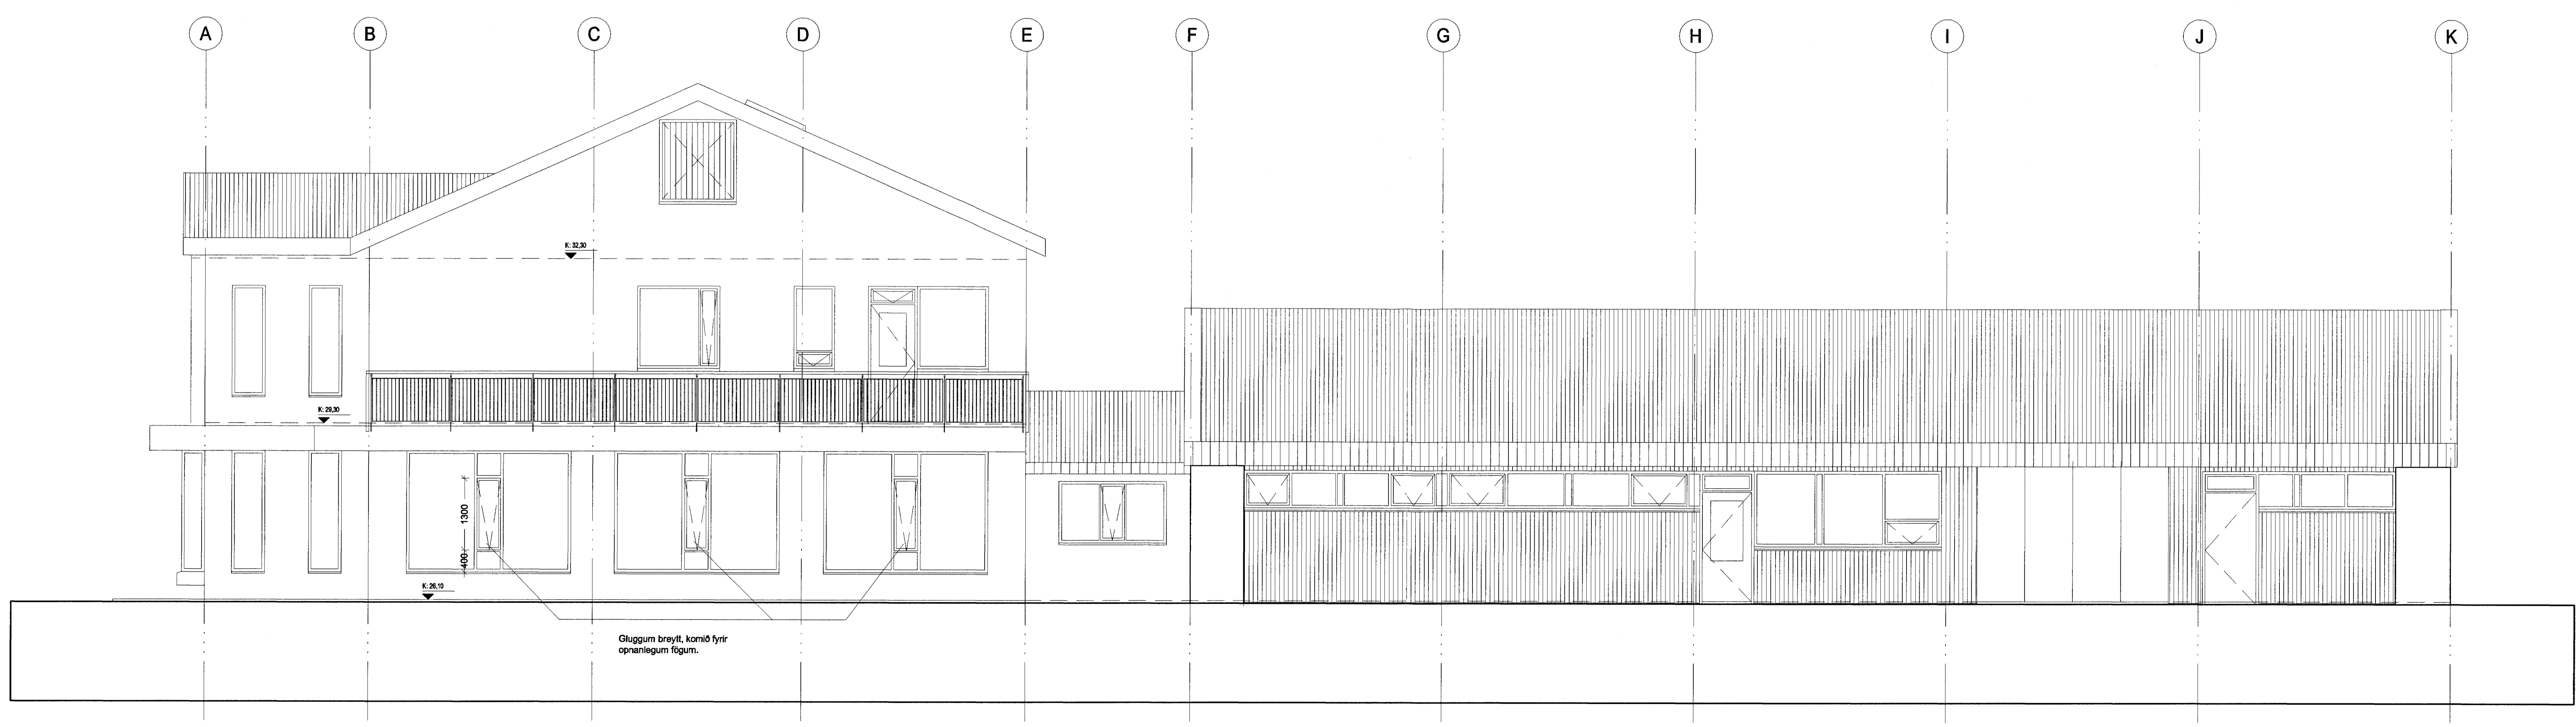 A B C D E F G H I J K
K: 32,30
K: 29,30
1300
400
K: 26,10
Gluggum breytt, komið fyrir
opnanlegum fögum.